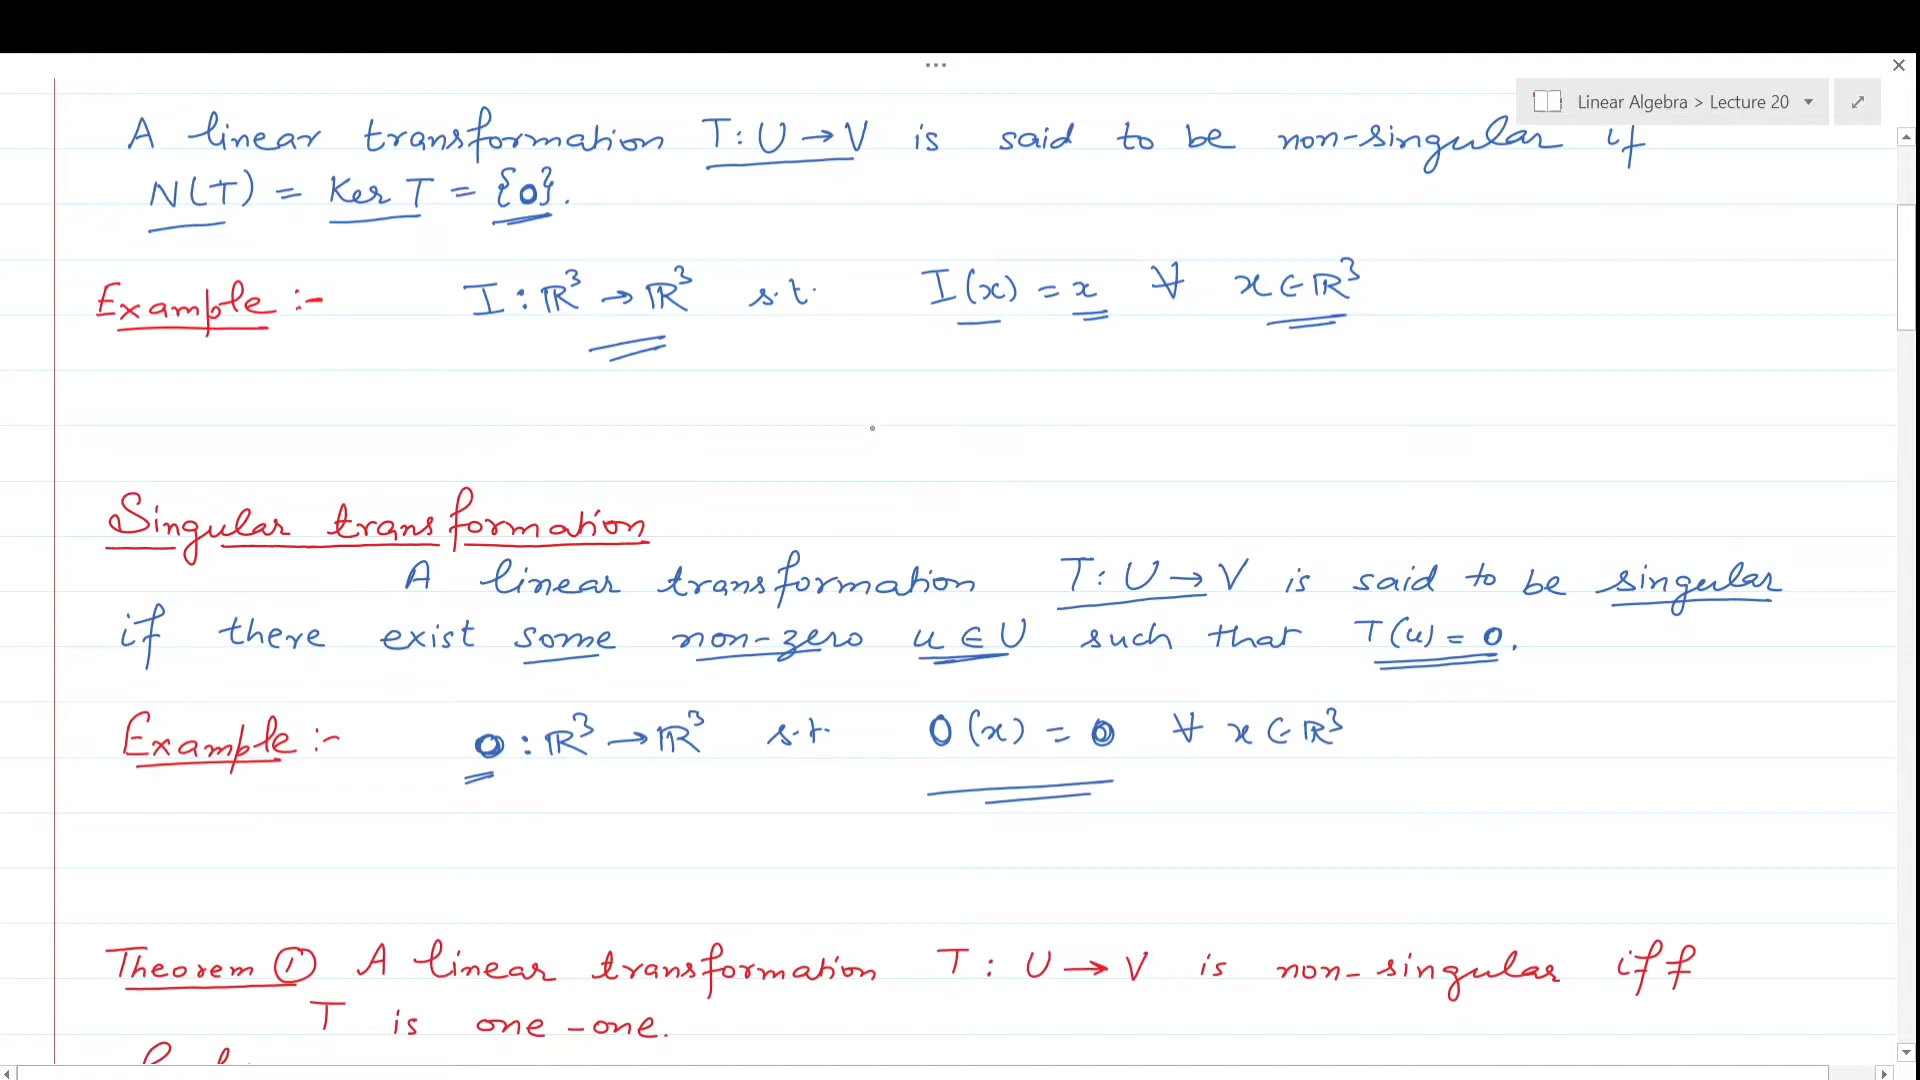 Linear Algebra > Lecture 20
A linear transformation T: U → V is said to be non-singular if
N(T) = Ker T = {0}.
Example :- I : ℝ³ → ℝ³ s.t. I(x) = x ∀ x ∈ ℝ³
Singular transformation
A linear transformation T: U → V is said to be singular
if there exist some non-zero u ∈ U such that T(u) = 0.
Example :- 0 : ℝ³ → ℝ³ s.t. 0(x) = 0 ∀ x ∈ ℝ³
Theorem ① A linear transformation T : U → V is non-singular iff
T is one-one.